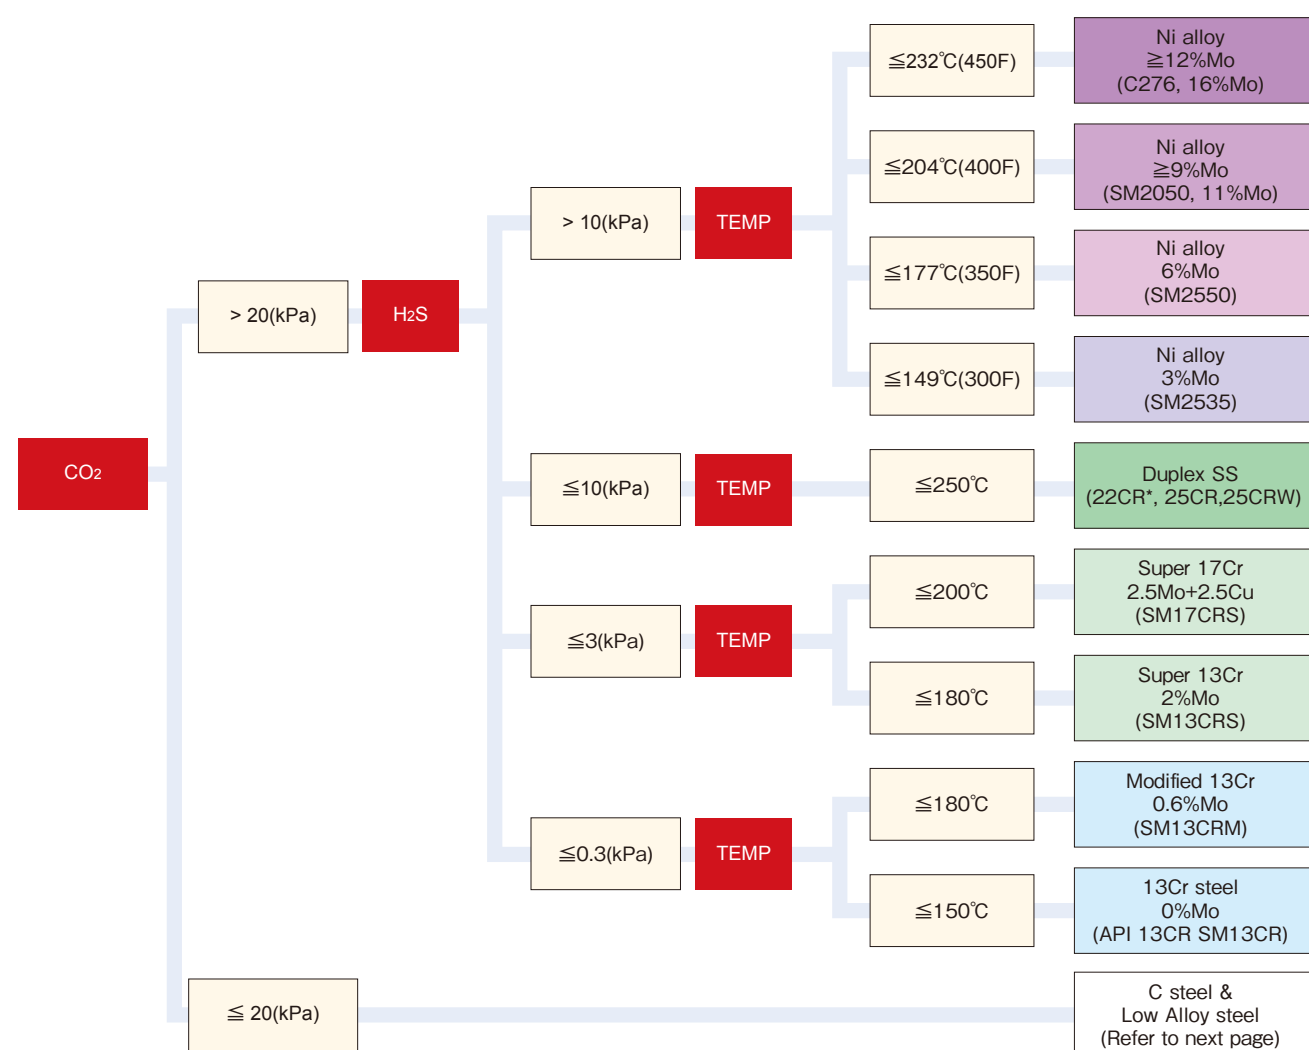 CO2
> 20(kPa)
H2S
> 10(kPa)
TEMP
≦232℃(450F)
Ni alloy
≧12%Mo
(C276, 16%Mo)
≦204℃(400F)
Ni alloy
≧9%Mo
(SM2050, 11%Mo)
≦177℃(350F)
Ni alloy
6%Mo
(SM2550)
≦149℃(300F)
Ni alloy
3%Mo
(SM2535)
≦10(kPa)
TEMP
≦250℃
Duplex SS
(22CR*, 25CR,25CRW)
≦3(kPa)
TEMP
≦200℃
Super 17Cr
2.5Mo+2.5Cu
(SM17CRS)
≦180℃
Super 13Cr
2%Mo
(SM13CRS)
≦0.3(kPa)
TEMP
≦180℃
Modified 13Cr
0.6%Mo
(SM13CRM)
≦150℃
13Cr steel
0%Mo
(API 13CR SM13CR)
≦ 20(kPa)
C steel &
Low Alloy steel
(Refer to next page)